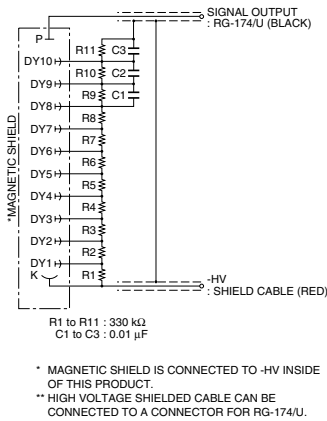 SIGNAL OUTPUT
: RG-174/U (BLACK)
P
R11 C3
DY10
R10 C2
DY9
R9 C1
DY8
R8
DY7
R7
DY6
R6
DY5
R5
DY4
R4
DY3
R3
DY2
R2
DY1
K R1
*MAGNETIC SHIELD
-HV
: SHIELD CABLE (RED)
R1 to R11 : 330 kΩ
C1 to C3 : 0.01 µF
* MAGNETIC SHIELD IS CONNECTED TO -HV INSIDE
OF THIS PRODUCT.
** HIGH VOLTAGE SHIELDED CABLE CAN BE
CONNECTED TO A CONNECTOR FOR RG-174/U.